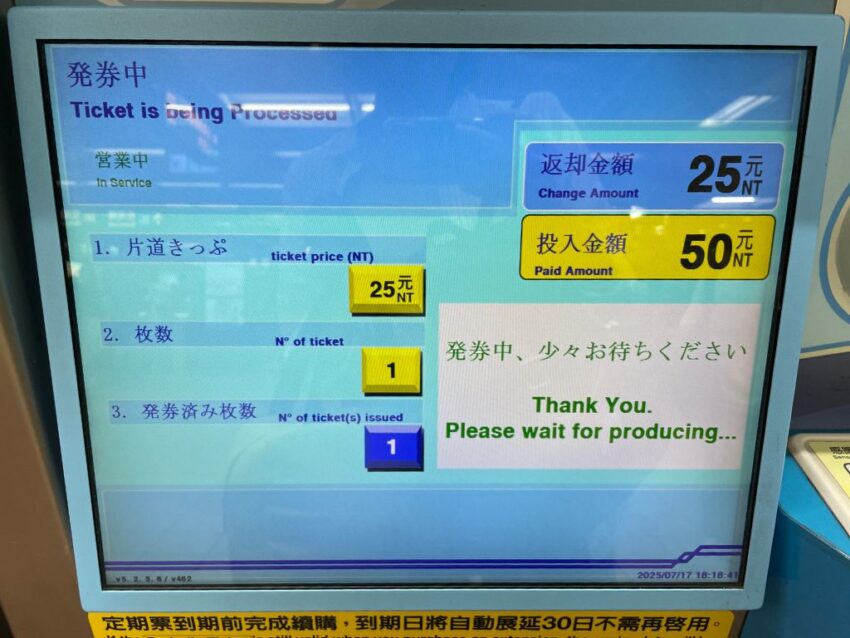 発券中
Ticket is being Processed
営業中
In Service
返却金額 25元
Change Amount NT
投入金額 50元
Paid Amount NT
1. 片道きっぷ ticket price (NT)
25元
NT
2. 枚数 N° of ticket
1
3. 発券済み枚数 N° of ticket(s) issued
1
発券中、少々お待ちください
Thank You.
Please wait for producing...
2025/07/17 18:18:41
定期票到期前完成續購，到期日將自動展延30日不需再啓用。